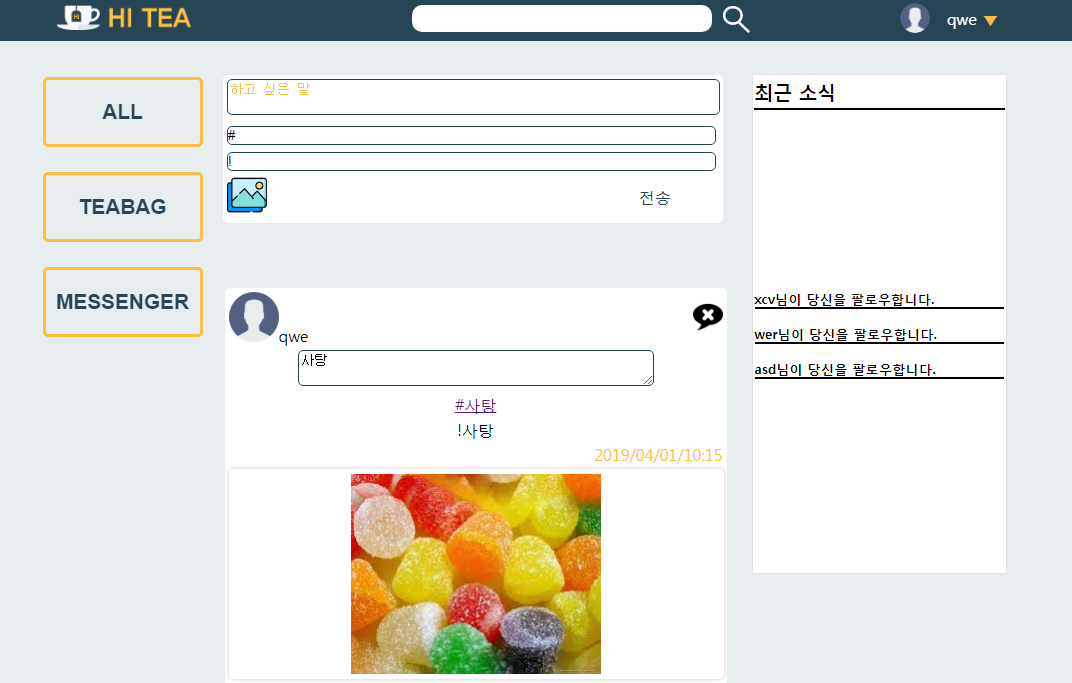 HI TEA
qwe
ALL
TEABAG
MESSENGER
하고 싶은 말
#
!
전송
qwe
사탕
#사탕
!사탕
2019/04/01/10:15
최근 소식
xcv님이 당신을 팔로우합니다.
wer님이 당신을 팔로우합니다.
asd님이 당신을 팔로우합니다.